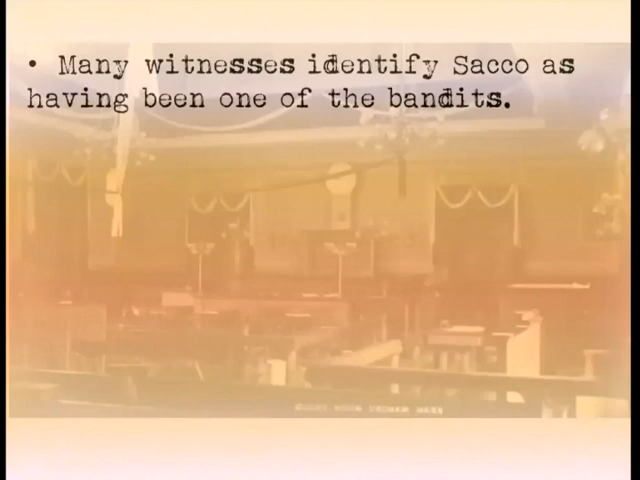 • Many witnesses identify Sacco as
having been one of the bandits.